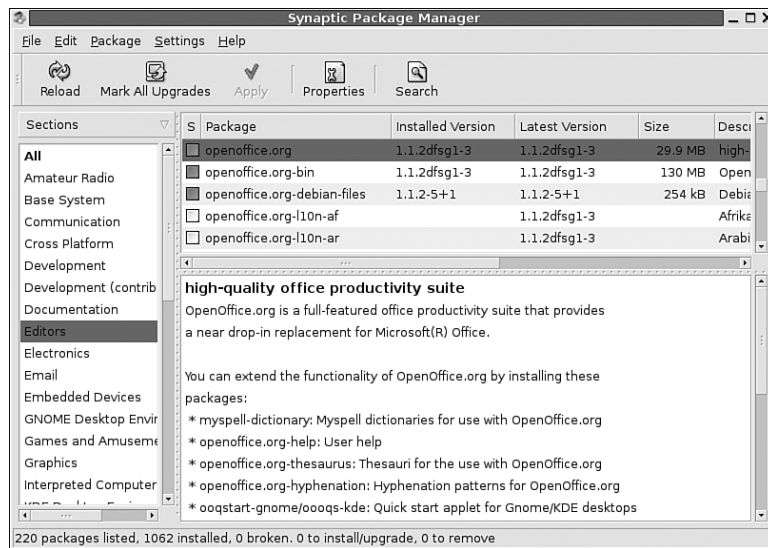 Synaptic Package Manager
File Edit Package Settings Help
Reload Mark All Upgrades Apply Properties Search
Sections
All
Amateur Radio
Base System
Communication
Cross Platform
Development
Development (contrib
Documentation
Editors
Electronics
Email
Embedded Devices
GNOME Desktop Envir
Games and Amuseme
Graphics
Interpreted Computer
S Package Installed Version Latest Version Size Descri
openoffice.org 1.1.2dfsg1-3 1.1.2dfsg1-3 29.9 MB high-
openoffice.org-bin 1.1.2dfsg1-3 1.1.2dfsg1-3 130 MB Open
openoffice.org-debian-files 1.1.2-5+1 1.1.2-5+1 254 kB Debia
openoffice.org-l10n-af 1.1.2dfsg1-3 Afrika
openoffice.org-l10n-ar 1.1.2dfsg1-3 Arabi
high-quality office productivity suite
OpenOffice.org is a full-featured office productivity suite that provides
a near drop-in replacement for Microsoft(R) Office.
You can extend the functionality of OpenOffice.org by installing these
packages:
* myspell-dictionary: Myspell dictionaries for use with OpenOffice.org
* openoffice.org-help: User help
* openoffice.org-thesaurus: Thesauri for the use with OpenOffice.org
* openoffice.org-hyphenation: Hyphenation patterns for OpenOffice.org
* ooqstart-gnome/oooqs-kde: Quick start applet for Gnome/KDE desktops
220 packages listed, 1062 installed, 0 broken. 0 to install/upgrade, 0 to remove